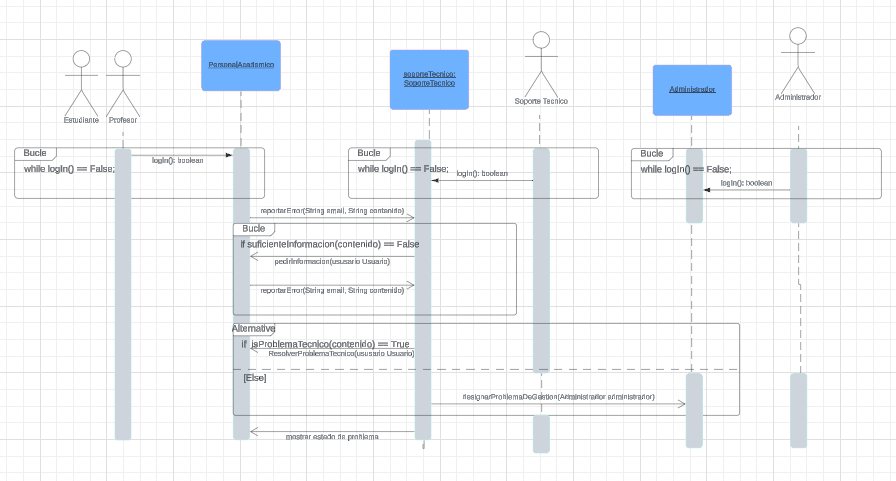 PersonalAcademico
soporteTecnico:
SoporteTecnico
Administrador
Estudiante
Profesor
Soporte Tecnico
Administrador
Bucle
while logIn() == False;
logIn(): boolean
Bucle
while logIn() == False;
logIn(): boolean
Bucle
while logIn() == False;
logIn(): boolean
reportarError(String email, String contenido)
Bucle
if suficienteInformacion(contenido) == False
pedirInformacion(ususario Usuario)
reportarError(String email, String contenido)
Alternative
if isProblemaTecnico(contenido) == True
ResolverProblemaTecnico(ususario Usuario)
[Else]
designarProblemaDeGestion(Administrador administrador)
mostrar estado de problema